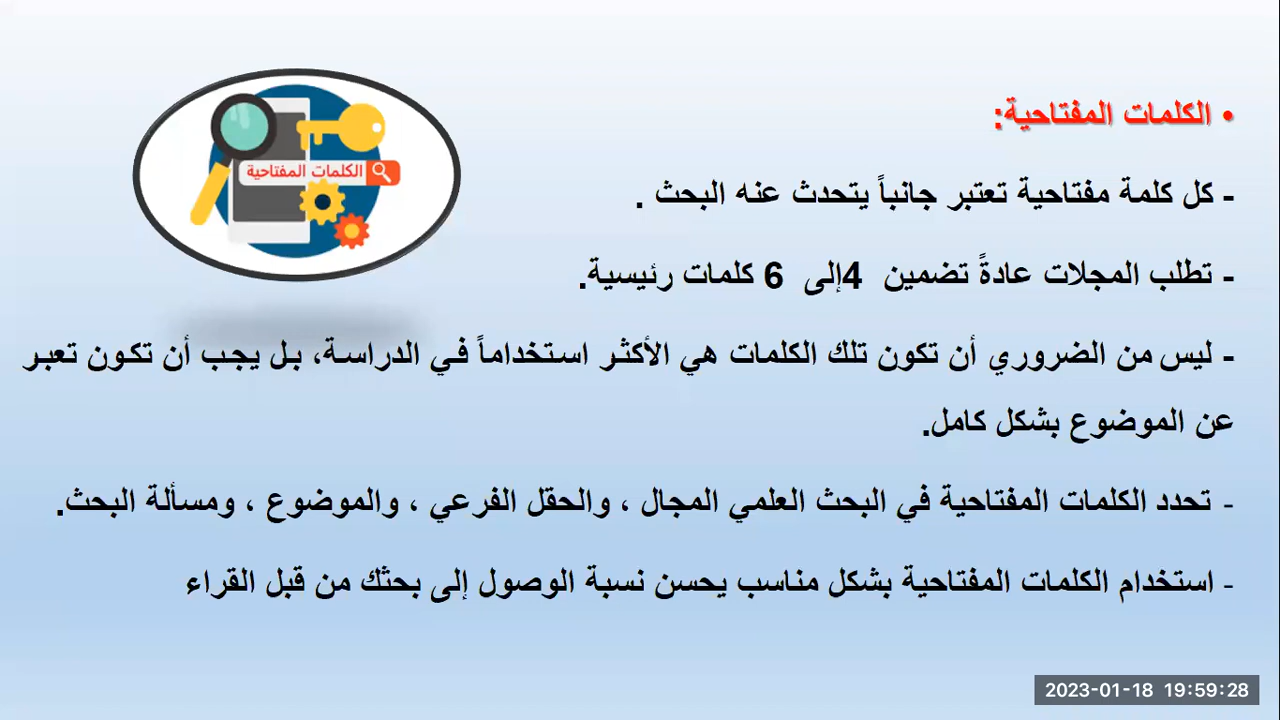 • الكلمات المفتاحية:
الكلمات المفتاحية
- كل كلمة مفتاحية تعتبر جانباً يتحدث عنه البحث .
- تطلب المجلات عادةً تضمين 4إلى 6 كلمات رئيسية.
- ليس من الضروري أن تكون تلك الكلمات هي الأكثر استخداماً في الدراسة، بل يجب أن تكون تعبر
عن الموضوع بشكل كامل.
- تحدد الكلمات المفتاحية في البحث العلمي المجال ، والحقل الفرعي ، والموضوع ، ومسألة البحث.
- استخدام الكلمات المفتاحية بشكل مناسب يحسن نسبة الوصول إلى بحثك من قبل القراء
2023-01-18 19:59:28